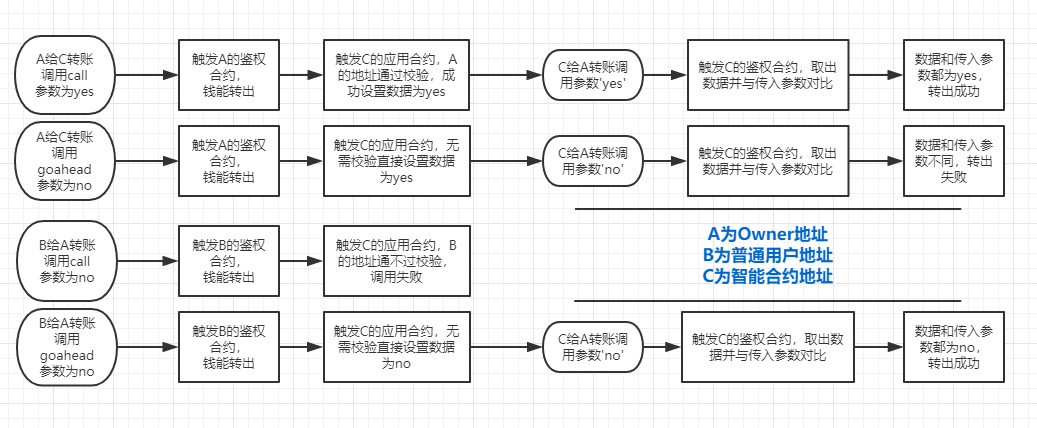 A给C转账
调用call
参数为yes
触发A的鉴权
合约，
钱能转出
触发C的应用合约，A
的地址通过校验，成
功设置数据为yes
C给A转账调
用参数'yes'
触发C的鉴权合约，取出
数据并与传入参数对比
数据和传入参
数都为yes，
转出成功
A给C转账
调用
goahead
参数为no
触发A的鉴权
合约，
钱能转出
触发C的应用合约，无
需校验直接设置数据
为yes
C给A转账调
用参数'no'
触发C的鉴权合约，取出
数据并与传入参数对比
数据和传入参
数不同，转出
失败
B给A转账
调用call
参数为no
触发B的鉴权
合约，
钱能转出
触发C的应用合约，B
的地址通不过校验，
调用失败
A为Owner地址
B为普通用户地址
C为智能合约地址
B给A转账
调用
goahead
参数为no
触发B的鉴权
合约，
钱能转出
触发C的应用合约，无
需校验直接设置数据
为no
C给A转账调
用参数'no'
触发C的鉴权合约，取出数
据并与传入参数对比
数据和传入参
数都为no，
转出成功